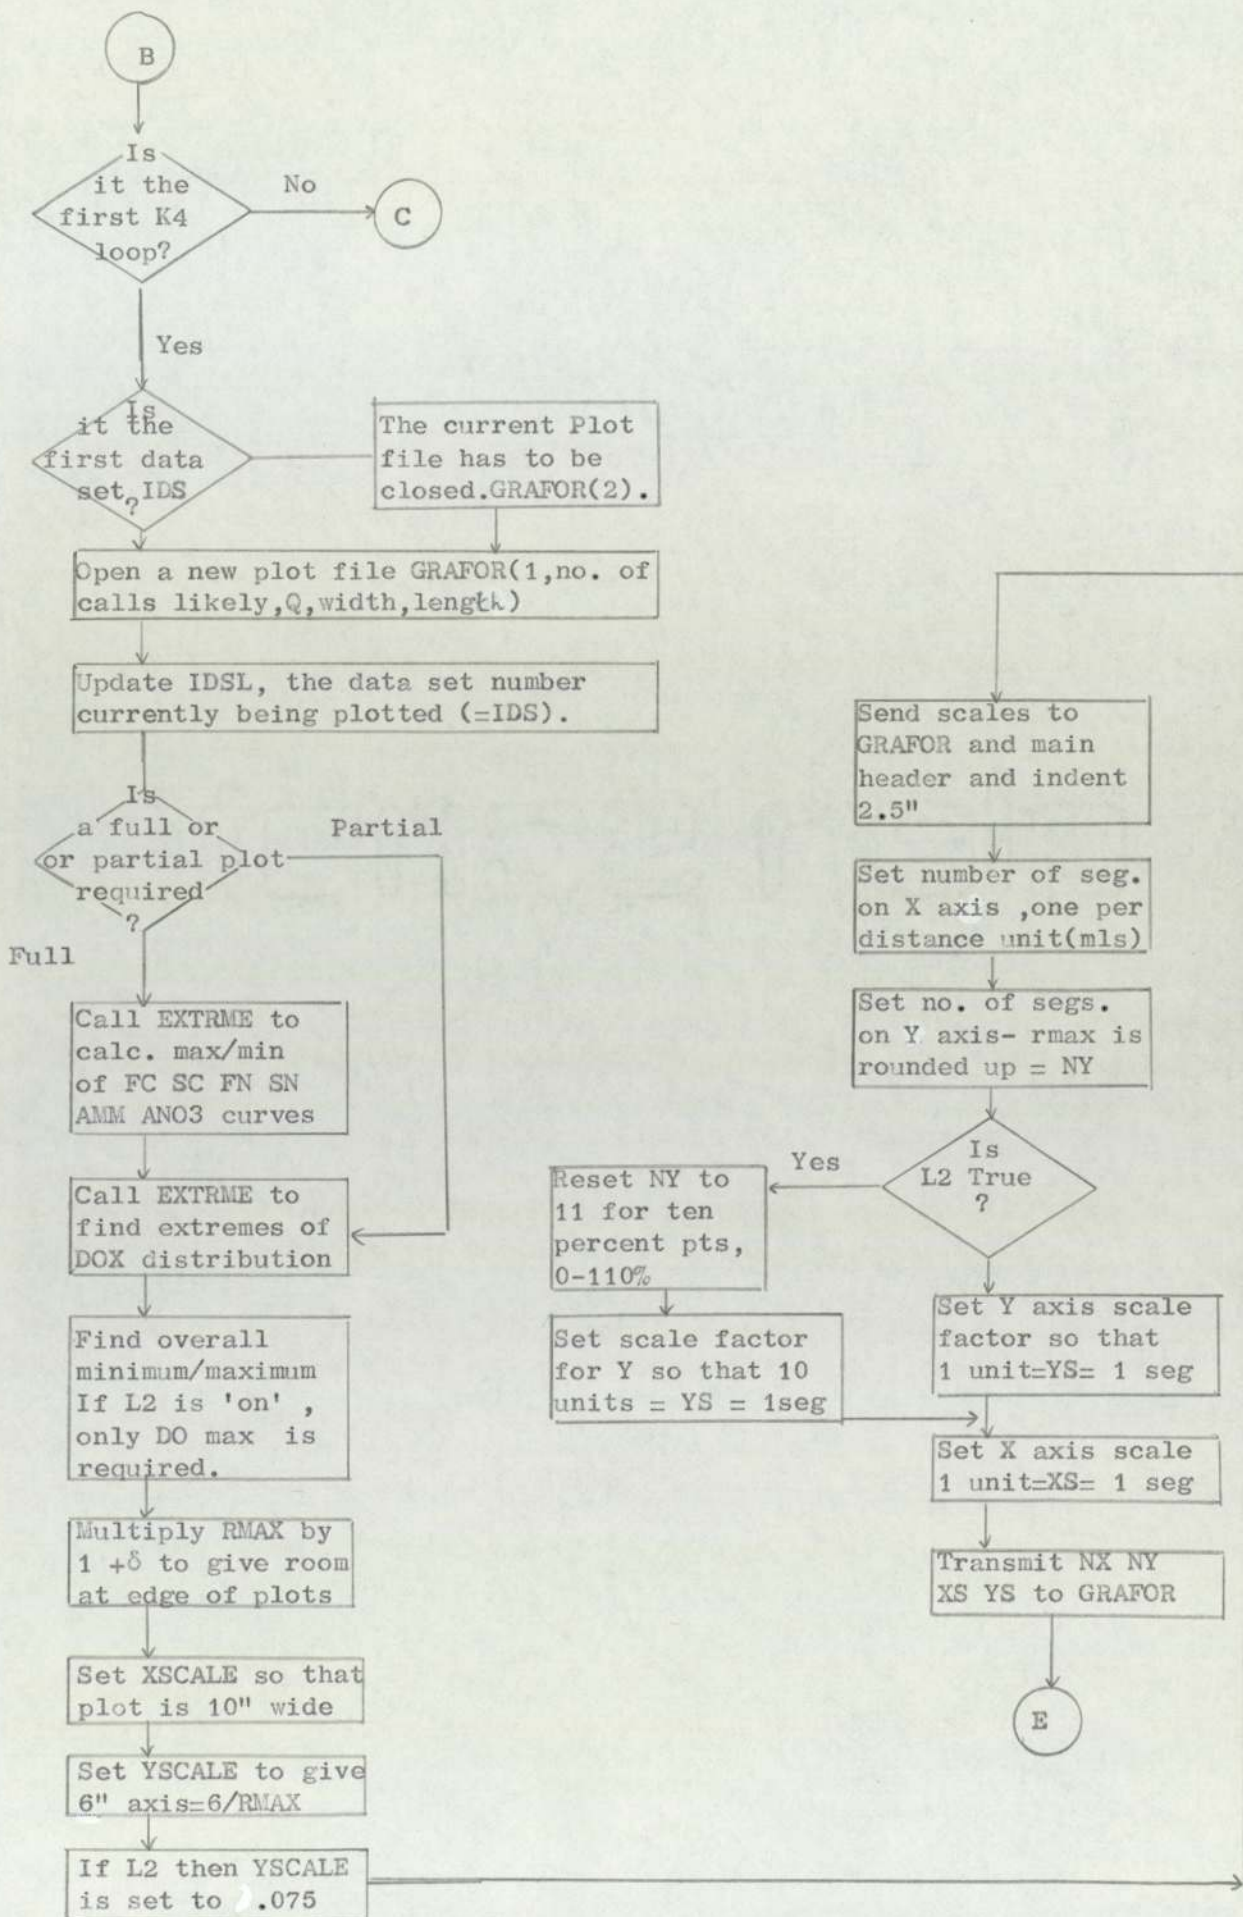 B
Is
it the
first K4
loop?
No
C
Yes
Is
it the
first data
set, IDS
?
The current Plot
file has to be
closed.GRAFOR(2).
Open a new plot file GRAFOR(1,no. of
calls likely,Q,width,length)
Update IDSL, the data set number
currently being plotted (=IDS).
Is
a full or
or partial plot
required
?
Partial
Full
Call EXTRME to
calc. max/min
of FC SC FN SN
AMM ANO3 curves
Call EXTRME to
find extremes of
DOX distribution
Find overall
minimum/maximum
If L2 is 'on' ,
only DO max is
required.
Multiply RMAX by
1 +δ to give room
at edge of plots
Set XSCALE so that
plot is 10" wide
Set YSCALE to give
6" axis=6/RMAX
If L2 then YSCALE
is set to .075
Send scales to
GRAFOR and main
header and indent
2.5"
Set number of seg.
on X axis ,one per
distance unit(mls)
Set no. of segs.
on Y axis- rmax is
rounded up = NY
Is
L2 True
?
Yes
Reset NY to
11 for ten
percent pts,
0-110%
Set scale factor
for Y so that 10
units = YS = 1seg
Set Y axis scale
factor so that
1 unit=YS= 1 seg
Set X axis scale
1 unit=XS= 1 seg
Transmit NX NY
XS YS to GRAFOR
E